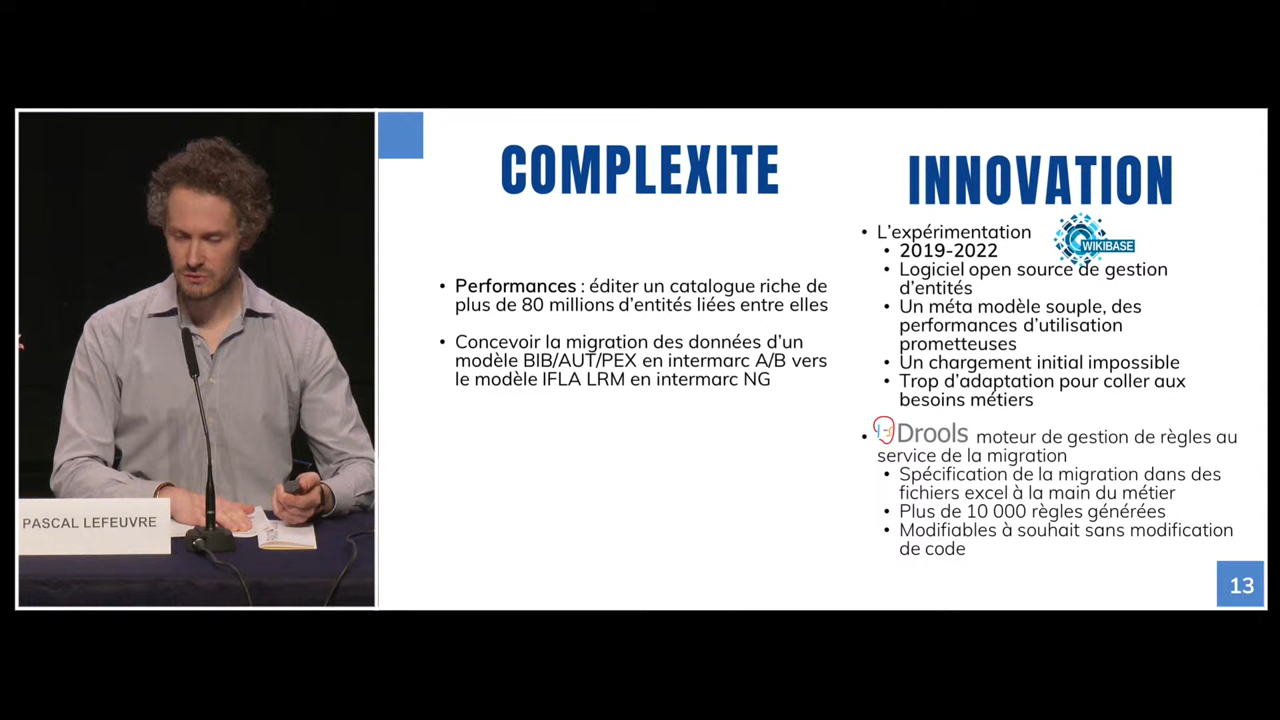 PASCAL LEFEUVRE
COMPLEXITE
• Performances : éditer un catalogue riche de
plus de 80 millions d’entités liées entre elles
• Concevoir la migration des données d’un
modèle BIB/AUT/PEX en intermarc A/B vers
le modèle IFLA LRM en intermarc NG
INNOVATION
• L’expérimentation
WIKIBASE
• 2019-2022
• Logiciel open source de gestion
d’entités
• Un méta modèle souple, des
performances d’utilisation
prometteuses
• Un chargement initial impossible
• Trop d’adaptation pour coller aux
besoins métiers
• Drools moteur de gestion de règles au
service de la migration
• Spécification de la migration dans des
fichiers excel à la main du métier
• Plus de 10 000 règles générées
• Modifiables à souhait sans modification
de code
13